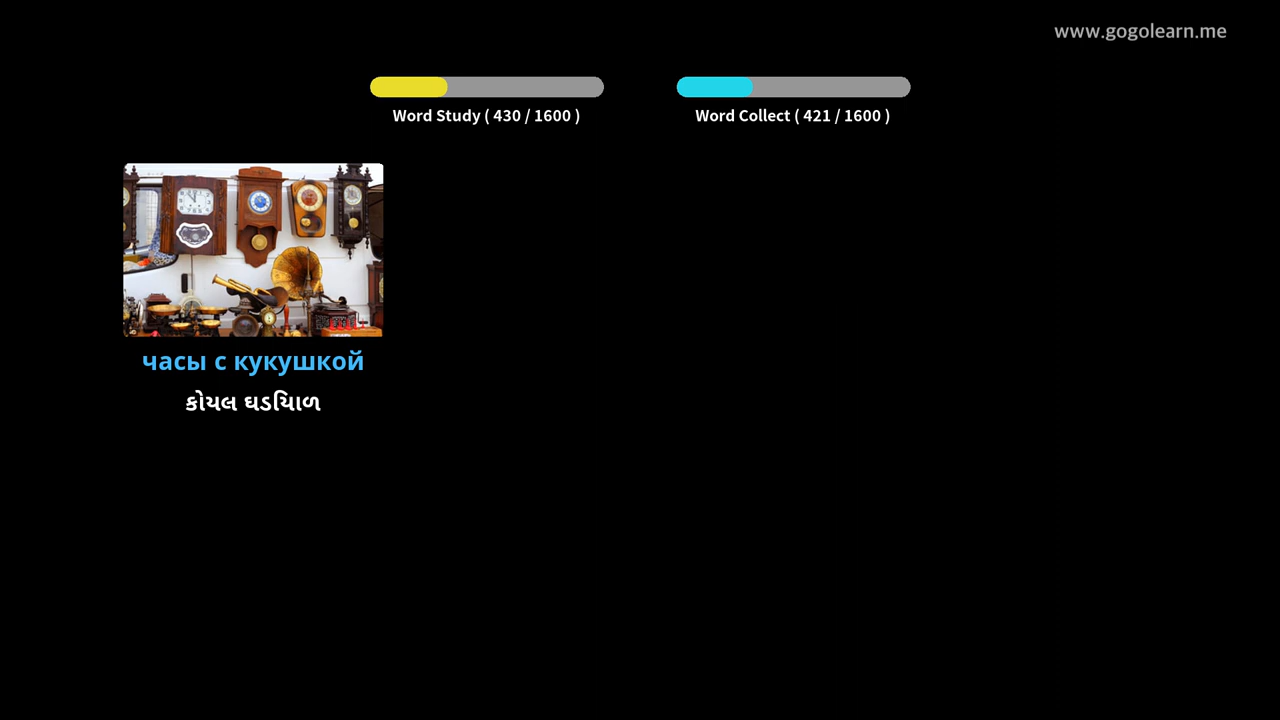 www.gogolearn.me
Word Study ( 430 / 1600 )
Word Collect ( 421 / 1600 )
часы с кукушкой
કોયલ ઘડિયાળ